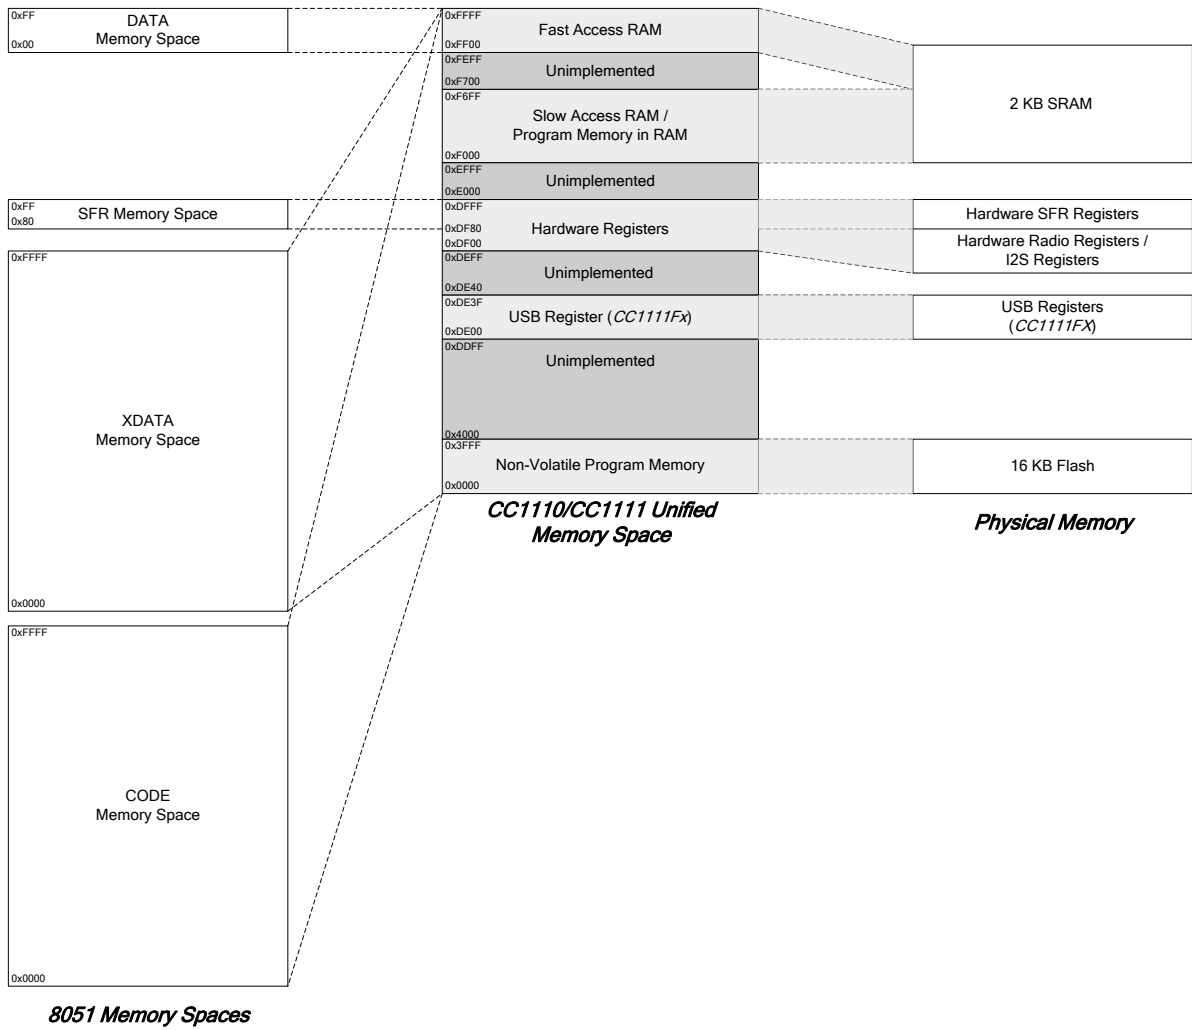 0xFF
DATA
Memory Space
0x00
0xFF
SFR Memory Space
0x80
0xFFFF
XDATA
Memory Space
0x0000
0xFFFF
CODE
Memory Space
0x0000
8051 Memory Spaces
0xFFFF
Fast Access RAM
0xFF00
0xFEFF
Unimplemented
0xF700
0xF6FF
Slow Access RAM /
Program Memory in RAM
0xF000
0xEFFF
Unimplemented
0xE000
0xDFFF
0xDF80
Hardware Registers
0xDF00
0xDEFF
Unimplemented
0xDE40
0xDE3F
USB Register (CC1111Fx)
0xDE00
0xDDFF
Unimplemented
0x4000
0x3FFF
Non-Volatile Program Memory
0x0000
CC1110/CC1111 Unified
Memory Space
2 KB SRAM
Hardware SFR Registers
Hardware Radio Registers /
I2S Registers
USB Registers
(CC1111FX)
16 KB Flash
Physical Memory